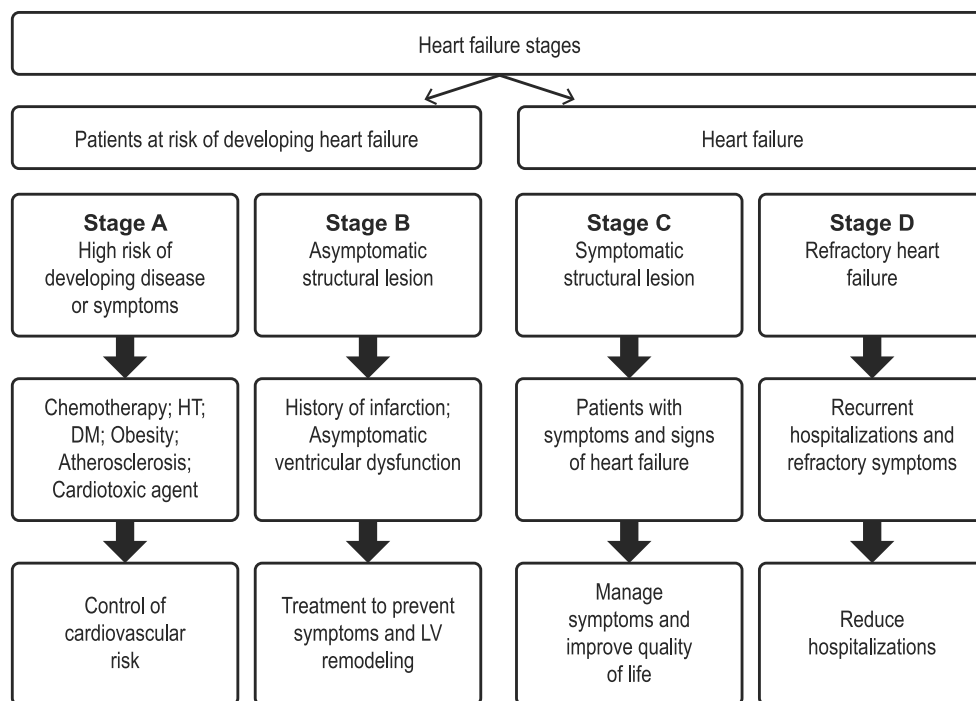 Heart failure stages
Patients at risk of developing heart failure
Heart failure
Stage A
High risk of
developing disease
or symptoms
Stage B
Asymptomatic
structural lesion
Stage C
Symptomatic
structural lesion
Stage D
Refractory heart
failure
Chemotherapy; HT;
DM; Obesity;
Atherosclerosis;
Cardiotoxic agent
History of infarction;
Asymptomatic
ventricular dysfunction
Patients with
symptoms and signs
of heart failure
Recurrent
hospitalizations and
refractory symptoms
Control of
cardiovascular
risk
Treatment to prevent
symptoms and LV
remodeling
Manage
symptoms and
improve quality
of life
Reduce
hospitalizations